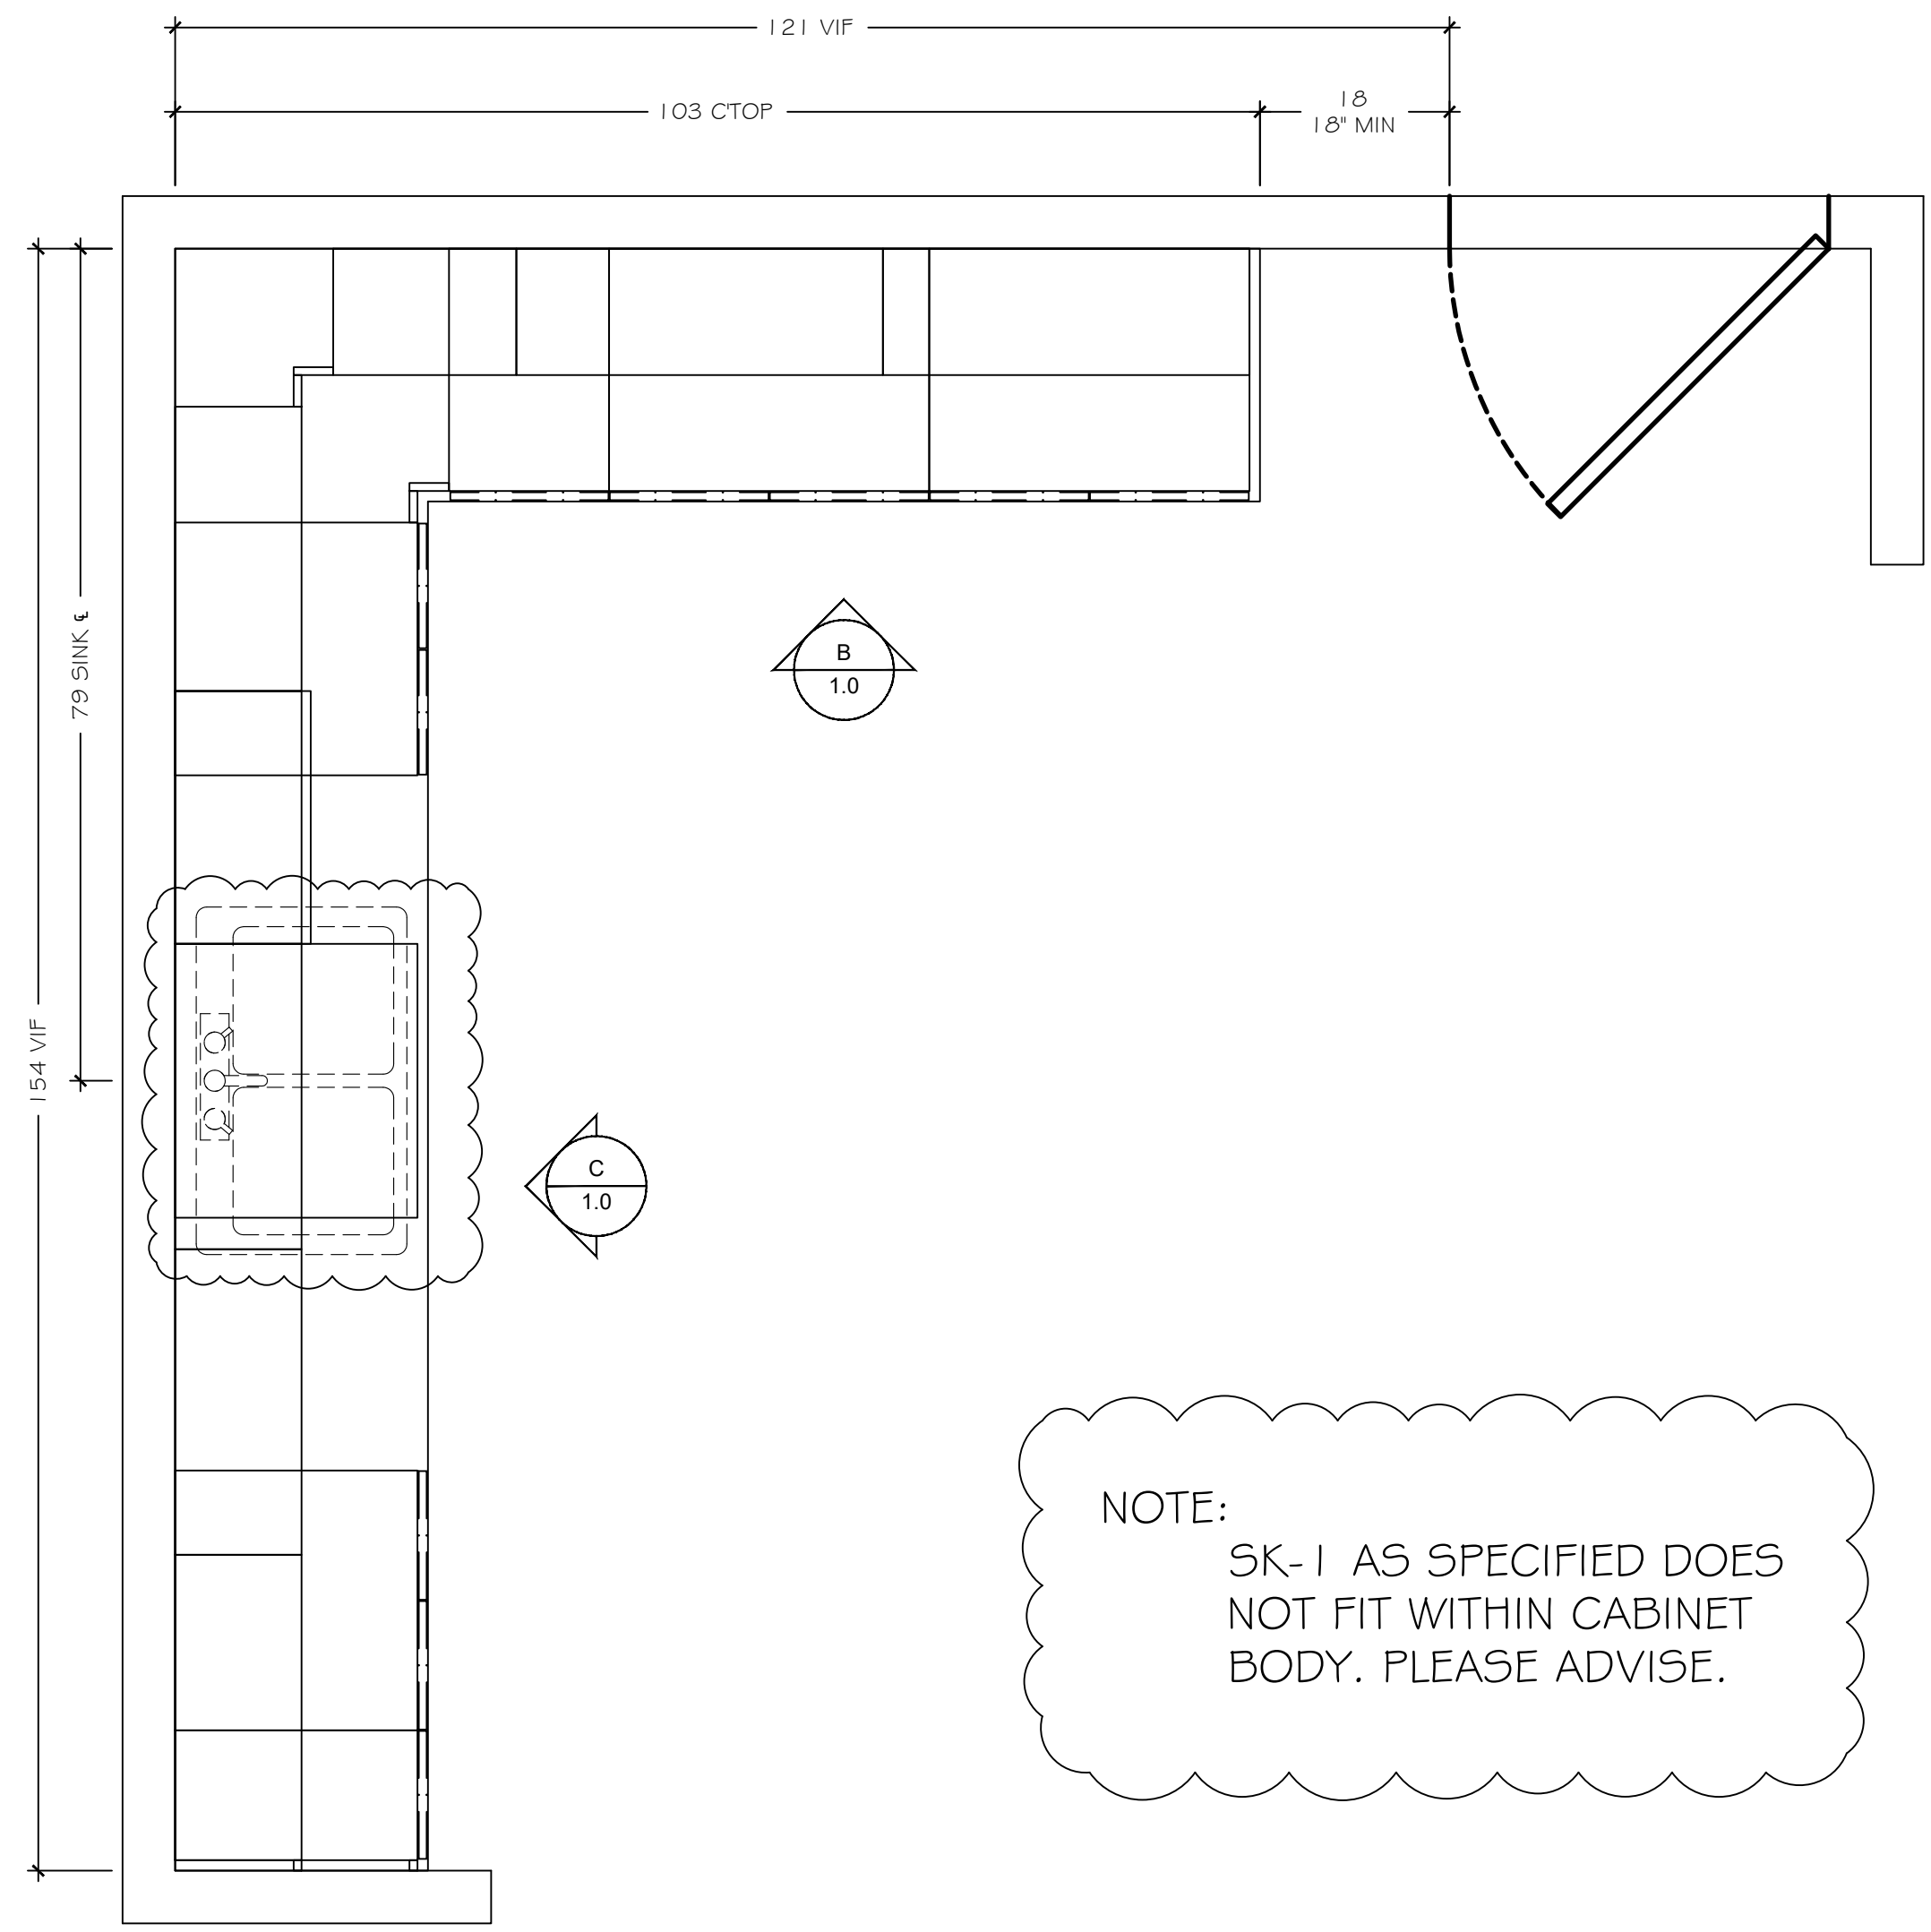 121 VIF
103 C'TOP
18
18" MIN
79 SINK ℄
154 VIF
B
1.0
C
1.0
NOTE:
SK-1 AS SPECIFIED DOES
NOT FIT WITHIN CABINET
BODY. PLEASE ADVISE.